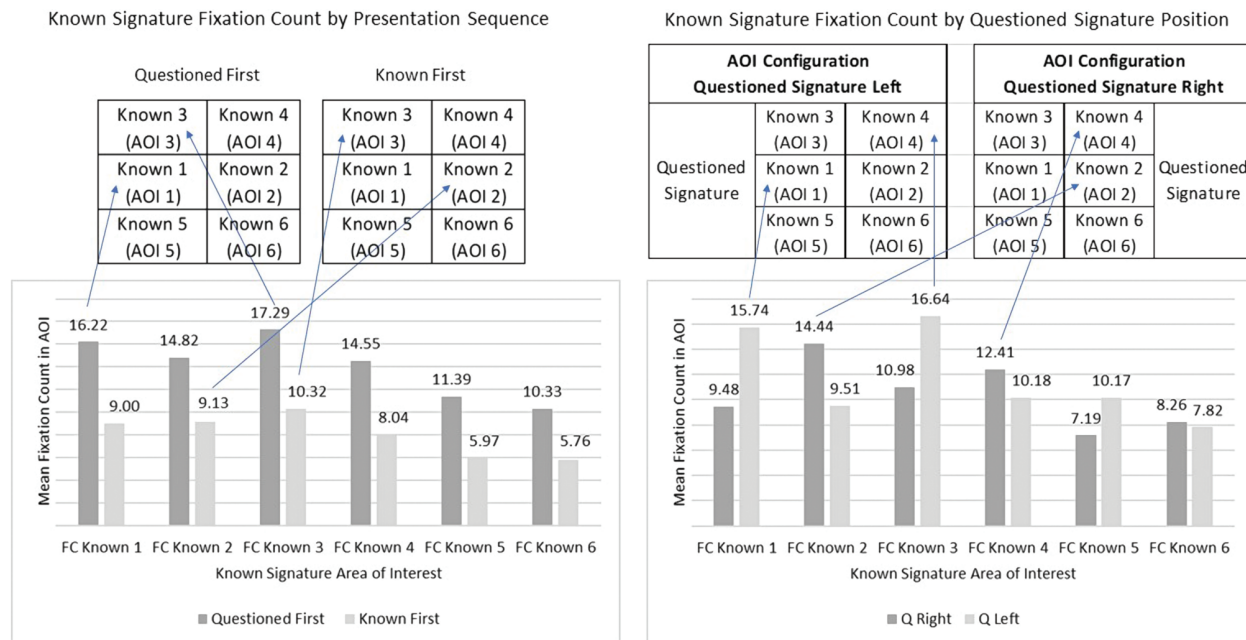 Known Signature Fixation Count by Presentation Sequence
Questioned First
Known First
Known 3
(AOI 3)
Known 4
(AOI 4)
Known 1
(AOI 1)
Known 2
(AOI 2)
Known 5
(AOI 5)
Known 6
(AOI 6)
Known 3
(AOI 3)
Known 4
(AOI 4)
Known 1
(AOI 1)
Known 2
(AOI 2)
Known 5
(AOI 5)
Known 6
(AOI 6)
Mean Fixation Count in AOI
16.22
9.00
14.82
9.13
17.29
10.32
14.55
8.04
11.39
5.97
10.33
5.76
FC Known 1
FC Known 2
FC Known 3
FC Known 4
FC Known 5
FC Known 6
Known Signature Area of Interest
Questioned First
Known First
Known Signature Fixation Count by Questioned Signature Position
AOI Configuration
Questioned Signature Left
AOI Configuration
Questioned Signature Right
Questioned
Signature
Known 3
(AOI 3)
Known 4
(AOI 4)
Known 1
(AOI 1)
Known 2
(AOI 2)
Known 5
(AOI 5)
Known 6
(AOI 6)
Known 3
(AOI 3)
Known 4
(AOI 4)
Known 1
(AOI 1)
Known 2
(AOI 2)
Known 5
(AOI 5)
Known 6
(AOI 6)
Questioned
Signature
Mean Fixation Count in AOI
9.48
15.74
14.44
9.51
10.98
16.64
12.41
10.18
7.19
10.17
8.26
7.82
FC Known 1
FC Known 2
FC Known 3
FC Known 4
FC Known 5
FC Known 6
Known Signature Area of Interest
Q Right
Q Left